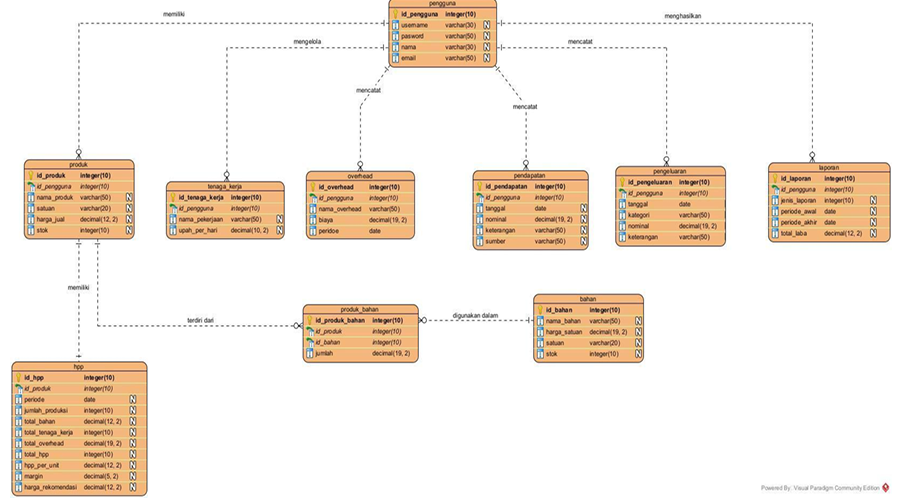 pengguna
id_pengguna integer(10)
username varchar(30) N
pasword varchar(50) N
nama varchar(30) N
email varchar(50) N
memiliki
mengelola
mencatat
mencatat
mencatat
menghasilkan
produk
id_produk integer(10)
id_pengguna integer(10)
nama_produk varchar(50) N
satuan varchar(20) N
harga_jual decimal(12, 2) N
stok integer(10) N
tenaga_kerja
id_tenaga_kerja integer(10)
id_pengguna integer(10)
nama_pekerjaan varchar(50) N
upah_per_hari decimal(10, 2) N
overhead
id_overhead integer(10)
id_pengguna integer(10)
nama_overhead varchar(50)
biaya decimal(19, 2)
peridoe date
pendapatan
id_pendapatan integer(10)
id_pengguna integer(10)
tanggal date N
nominal decimal(19, 2) N
keterangan varchar(50) N
sumber varchar(50) N
pengeluaran
id_pengeluaran integer(10)
id_pengguna integer(10)
tanggal date
kategori varchar(50)
nominal decimal(19, 2)
keterangan varchar(50)
laporan
id_laporan integer(10)
id_pengguna integer(10)
jenis_laporan integer(10) N
periode_awal date N
periode_akhir date N
total_laba decimal(12, 2) N
memiliki
terdiri dari
produk_bahan
id_produk_bahan integer(10)
id_produk integer(10)
id_bahan integer(10)
jumlah decimal(19, 2)
digunakan dalam
bahan
id_bahan integer(10)
nama_bahan varchar(50) N
harga_satuan decimal(19, 2) N
satuan varchar(20) N
stok integer(10) N
hpp
id_hpp integer(10)
id_produk integer(10)
periode date N
jumlah_produksi integer(10) N
total_bahan decimal(12, 2) N
total_tenaga_kerja integer(10) N
total_overhead decimal(19, 2) N
total_hpp integer(10) N
hpp_per_unit decimal(12, 2) N
margin decimal(5, 2) N
harga_rekomendasi decimal(12, 2) N
Powered By: Visual Paradigm Community Edition